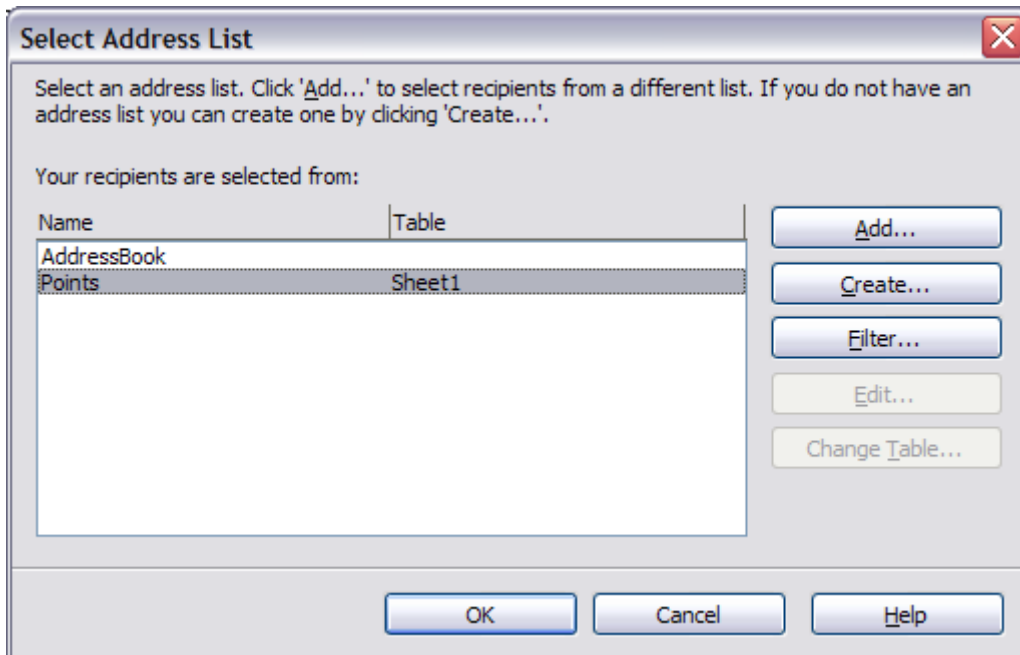 Select Address List
Select an address list. Click 'Add...' to select recipients from a different list. If you do not have an
address list you can create one by clicking 'Create...'.
Your recipients are selected from:
Name Table
Add...
AddressBook
Points Sheet1
Create...
Filter...
Edit...
Change Table...
OK Cancel Help